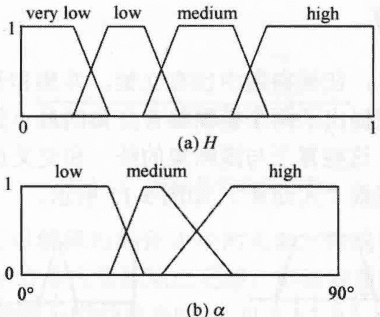 very low low medium high
1
0 1
(a) H
low medium high
1
0
0° 90°
(b) α